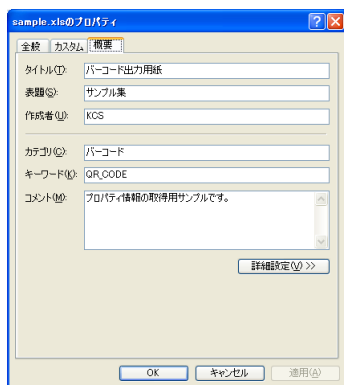 sample.xlsのプロパティ
全般 カスタム 概要
タイトル(T): バーコード出力用紙
表題(S): サンプル集
作成者(U): KCS
カテゴリ(C): バーコード
キーワード(K): QR_CODE
コメント(M): プロパティ情報の取得用サンプルです。
詳細設定(V) >>
OK キャンセル 適用(A)